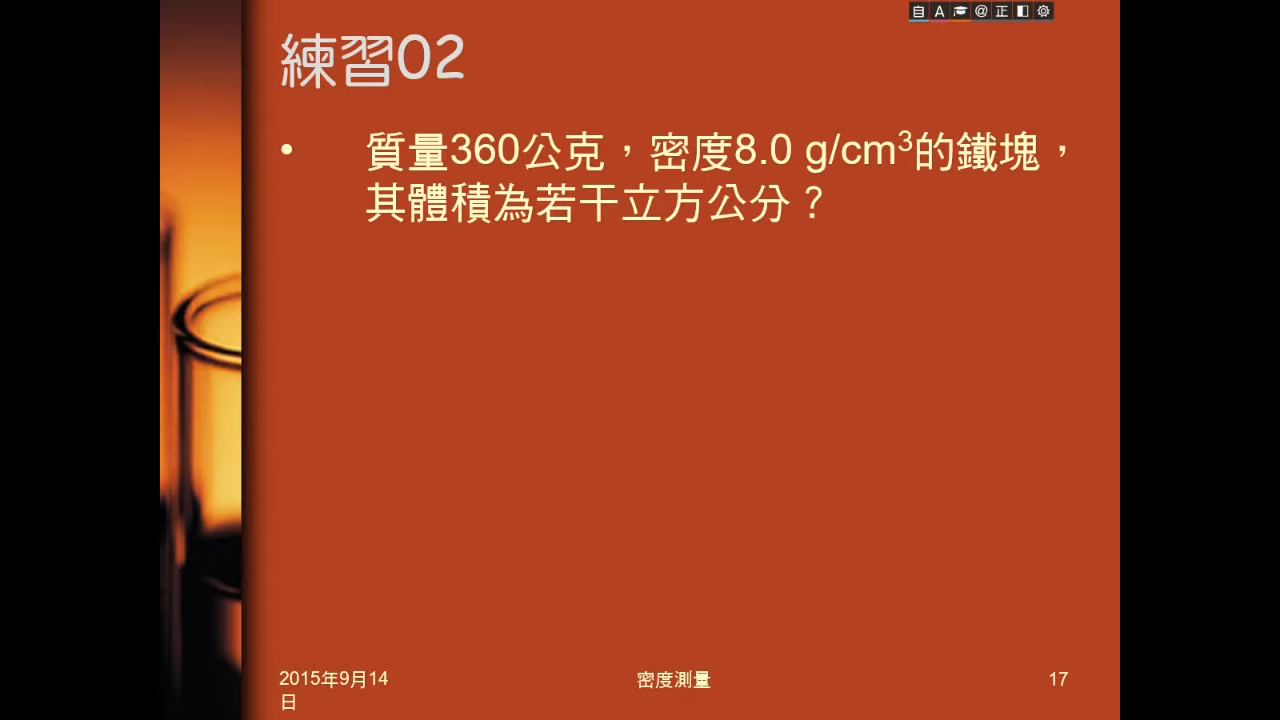 自 A @ 正
練習02
• 質量360公克，密度8.0 g/cm³的鐵塊，
其體積為若干立方公分？
2015年9月14
日
密度測量
17